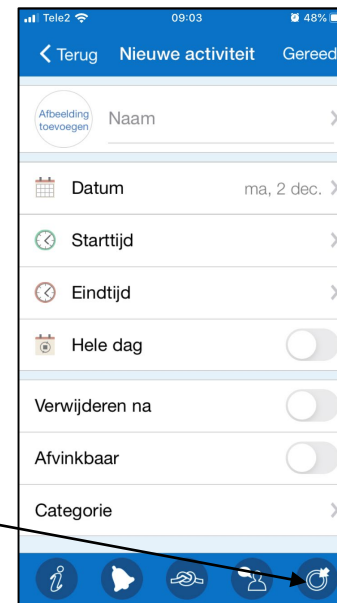 Tele2 09:03 48%
Terug Nieuwe activiteit Gereed
Afbeelding
toevoegen
Naam
Datum ma, 2 dec.
Starttijd
Eindtijd
Hele dag
Verwijderen na
Afvinkbaar
Categorie
i